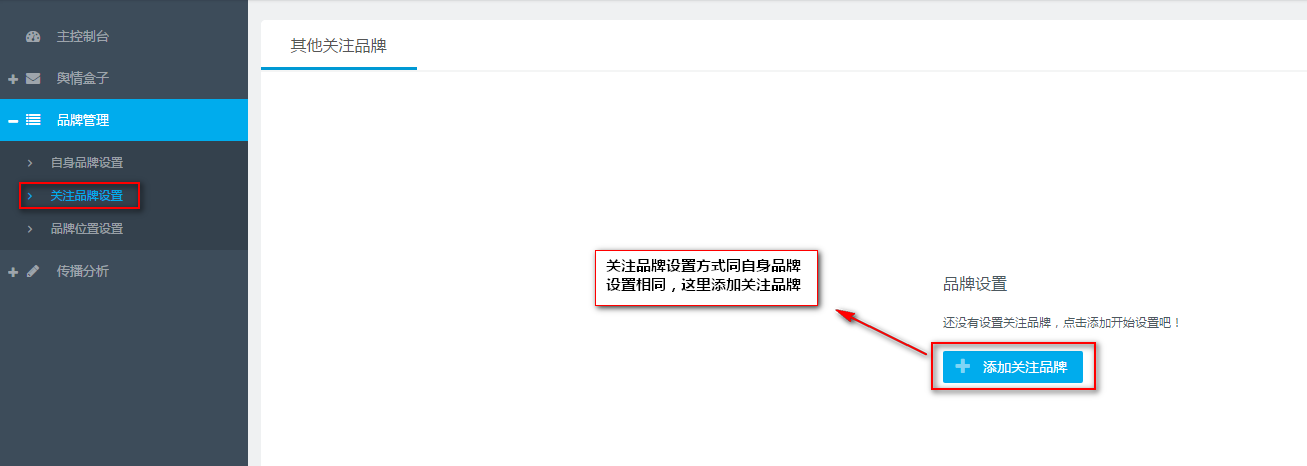 主控制台
舆情盒子
品牌管理
自身品牌设置
关注品牌设置
品牌位置设置
传播分析
其他关注品牌
关注品牌设置方式同自身品牌
设置相同，这里添加关注品牌
品牌设置
还没有设置关注品牌，点击添加开始设置吧！
添加关注品牌